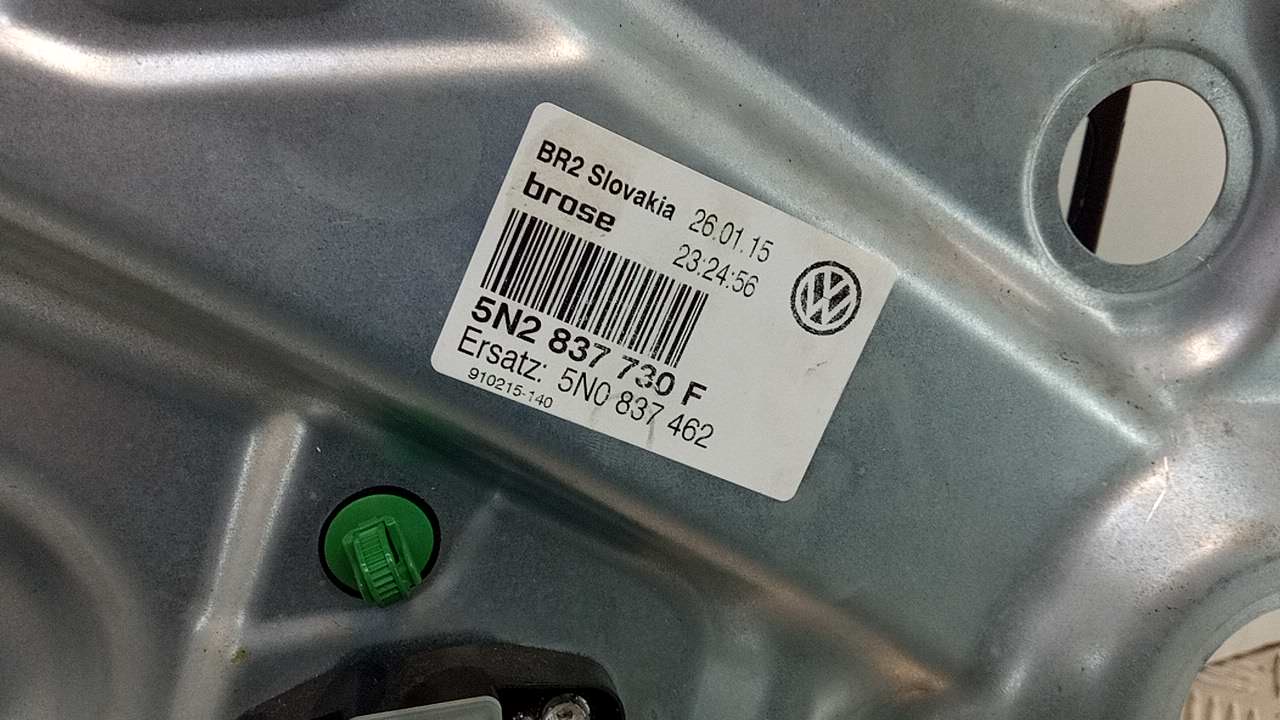 BR2 Slovakia 26.01.15
brose 23:24:56
5N2 837 730 F
Ersatz: 5N0 837 462
910215-140